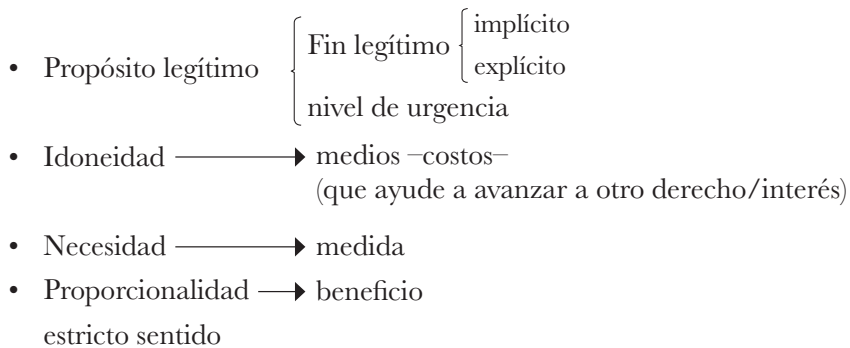 implícito
• Propósito legítimo Fin legítimo
explícito
nivel de urgencia
• Idoneidad medios –costos–
(que ayude a avanzar a otro derecho/interés)
• Necesidad medida
• Proporcionalidad beneficio
estricto sentido